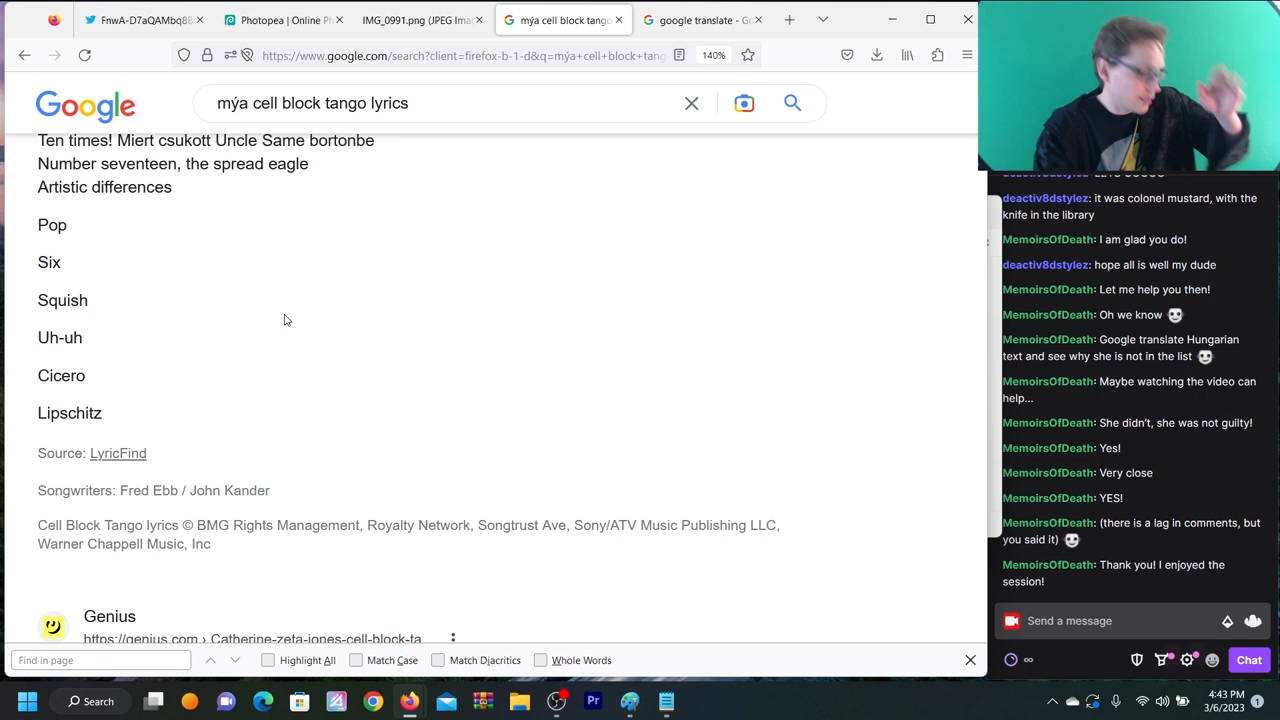 FnwA-D7aQAMbq8B
Photopea | Online Ph
IMG_0991.png (JPEG Ima
mýa cell block tango
google translate - Go
https://www.google.com/search?client=firefox-b-1-d&q=mýa+cell+block+tang
140%
Google
mýa cell block tango lyrics
Ten times! Miert csukott Uncle Same bortonbe
Number seventeen, the spread eagle
Artistic differences
Pop
Six
Squish
Uh-uh
Cicero
Lipschitz
Source: LyricFind
Songwriters: Fred Ebb / John Kander
Cell Block Tango lyrics © BMG Rights Management, Royalty Network, Songtrust Ave, Sony/ATV Music Publishing LLC,
Warner Chappell Music, Inc
Genius
https://genius.com › Catherine-zeta-jones-cell-block-ta
Find in page
Highlight All
Match Case
Match Diacritics
Whole Words
deactiv8dstylez: it was colonel mustard, with the
knife in the library
MemoirsOfDeath: I am glad you do!
deactiv8dstylez: hope all is well my dude
MemoirsOfDeath: Let me help you then!
MemoirsOfDeath: Oh we know
MemoirsOfDeath: Google translate Hungarian
text and see why she is not in the list
MemoirsOfDeath: Maybe watching the video can
help...
MemoirsOfDeath: She didn't, she was not guilty!
MemoirsOfDeath: Yes!
MemoirsOfDeath: Very close
MemoirsOfDeath: YES!
MemoirsOfDeath: (there is a lag in comments, but
you said it)
MemoirsOfDeath: Thank you! I enjoyed the
session!
Send a message
∞
Chat
Search
Pr
4:43 PM
3/6/2023
1